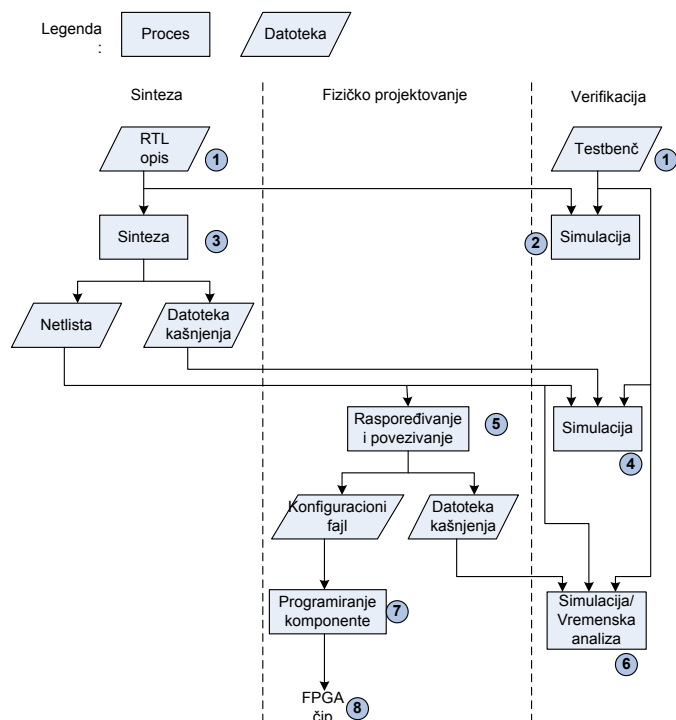 Legenda
:
Proces
Datoteka
Sinteza
Fizičko projektovanje
Verifikacija
RTL
opis
1
Testbenč
1
Sinteza
3
2
Simulacija
Netlista
Datoteka
kašnjenja
Raspoređivanje
i povezivanje
5
Simulacija
4
Konfiguracioni
fajl
Datoteka
kašnjenja
Programiranje
komponente
7
Simulacija/
Vremenska
analiza
6
FPGA
čip
8